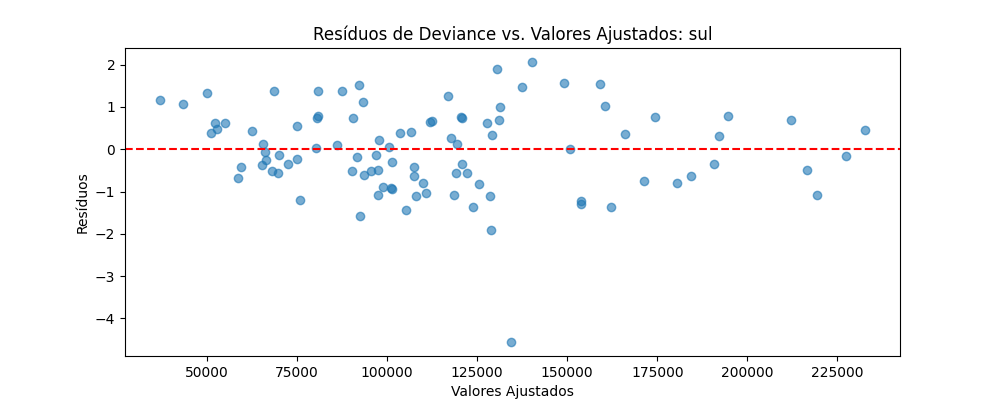 Resíduos de Deviance vs. Valores Ajustados: sul
Resíduos
2
1
0
−1
−2
−3
−4
50000 75000 100000 125000 150000 175000 200000 225000
Valores Ajustados